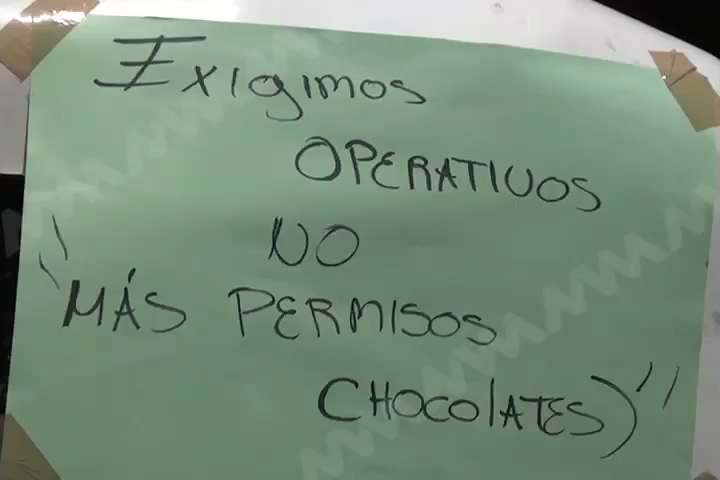 Exigimos
OPERATIVOS
NO
"MÁS PERMISOS
CHOCOLATES)"